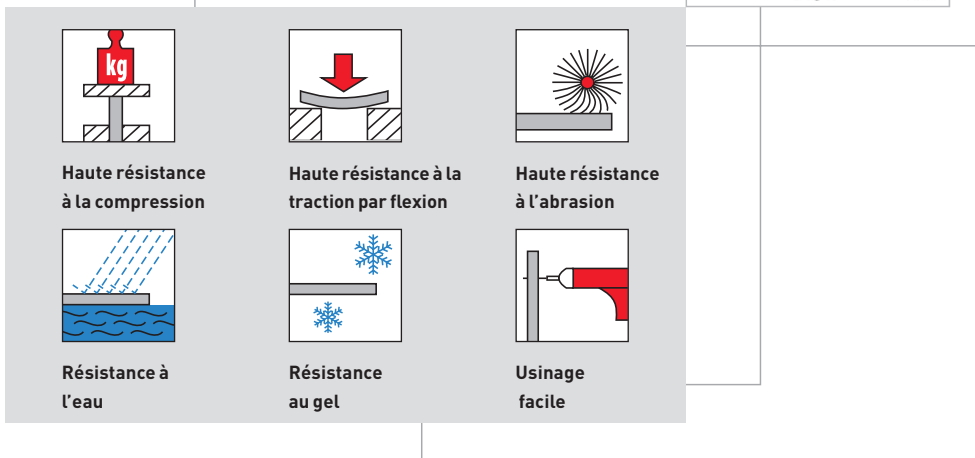 kg
Haute résistance
à la compression
Haute résistance à la
traction par flexion
Haute résistance
à l’abrasion
Résistance à
l’eau
Résistance
au gel
Usinage
facile